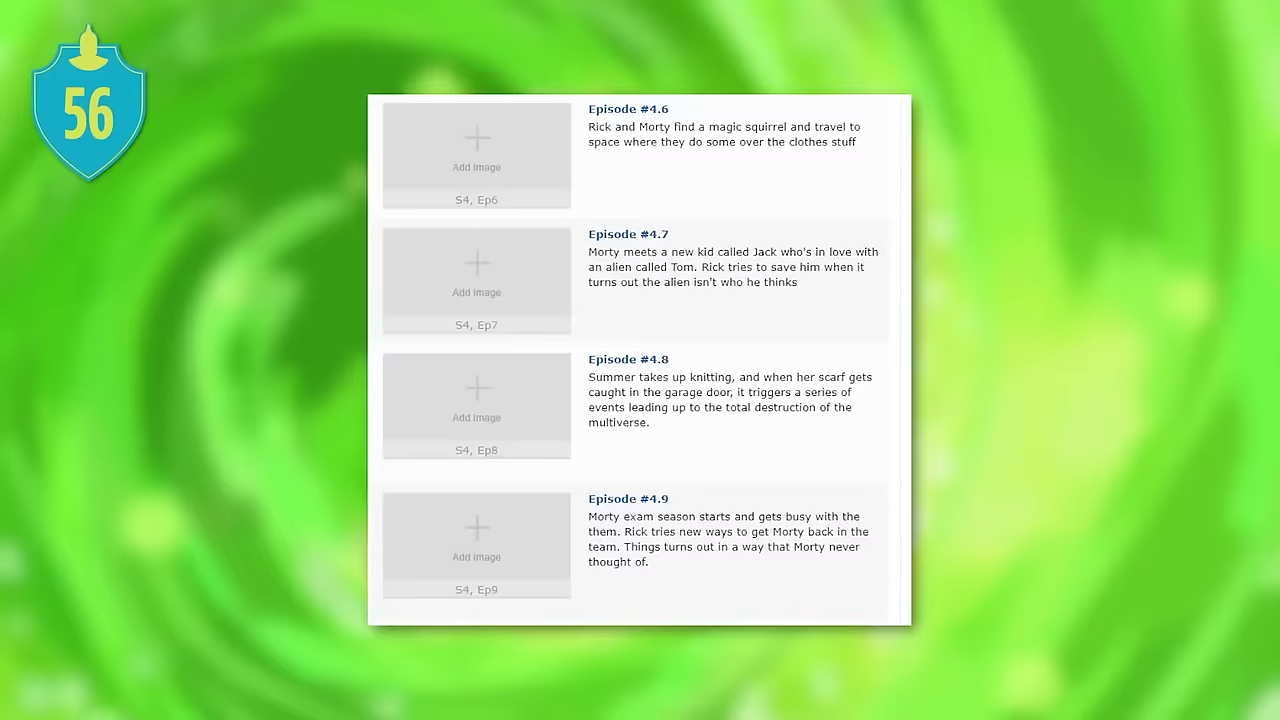 56
Episode #4.6
Rick and Morty find a magic squirrel and travel to
space where they do some over the clothes stuff
Add Image
S4, Ep6
Episode #4.7
Morty meets a new kid called Jack who's in love with
an alien called Tom. Rick tries to save him when it
turns out the alien isn't who he thinks
Add Image
S4, Ep7
Episode #4.8
Summer takes up knitting, and when her scarf gets
caught in the garage door, it triggers a series of
events leading up to the total destruction of the
multiverse.
Add Image
S4, Ep8
Episode #4.9
Morty exam season starts and gets busy with the
them. Rick tries new ways to get Morty back in the
team. Things turns out in a way that Morty never
thought of.
Add Image
S4, Ep9